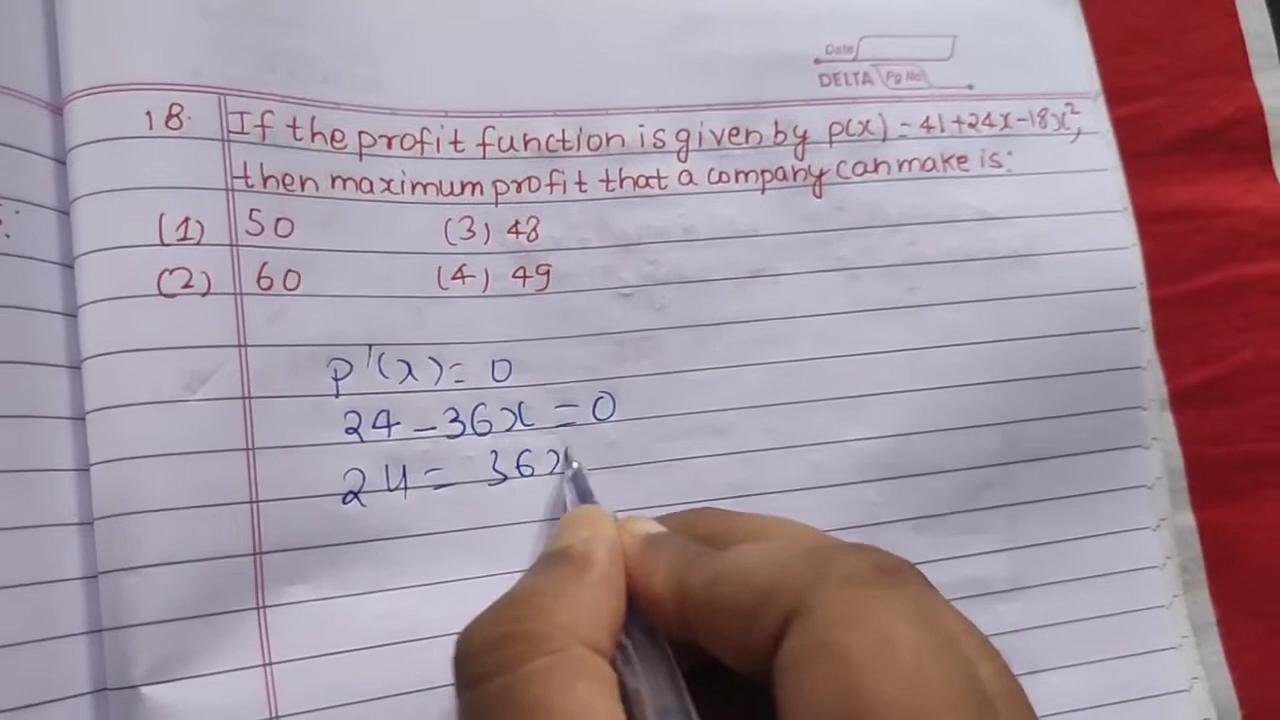 Date
DELTA Pg No
18. If the profit function is given by p(x) = 41+24x-18x²,
then maximum profit that a company can make is:
(1) 50 (3) 48
(2) 60 (4) 49
p'(x) = 0
24 - 36x = 0
24 = 36x